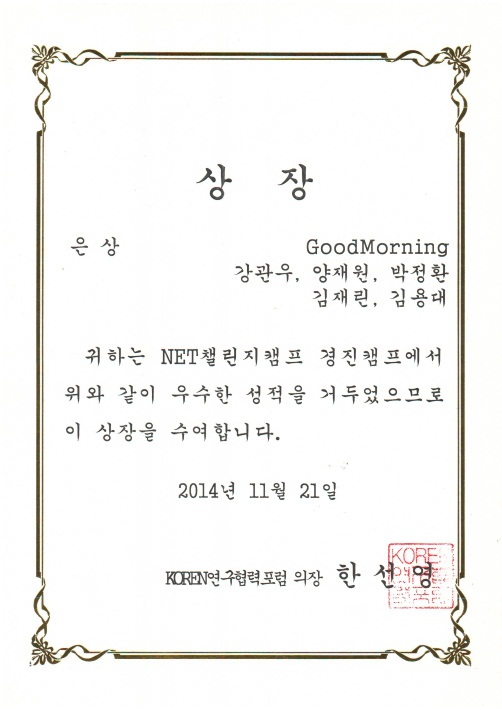 상 장
은 상
GoodMorning
강관우, 양재원, 박정환
김재린, 김용대
귀하는 NET챌린지캠프 경진캠프에서
위와 같이 우수한 성적을 거두었으므로
이 상장을 수여합니다.
2014년 11월 21일
KOREN연구협력포럼 의장 한 선 영
KORE